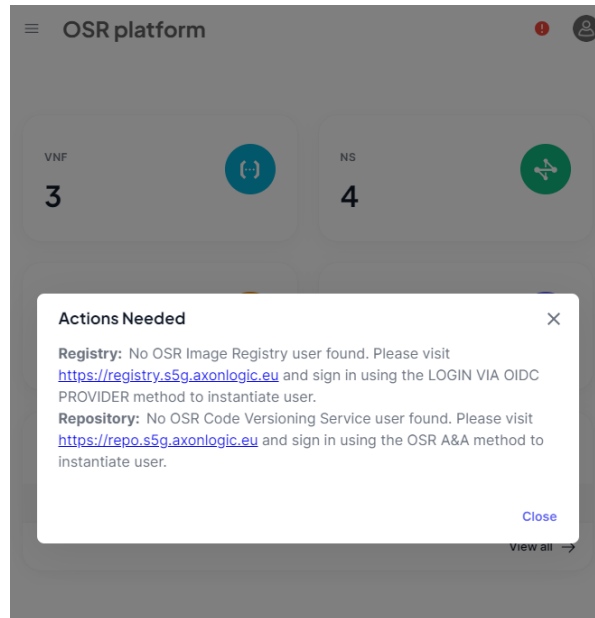 OSR platform
VNF
3
NS
4
Actions Needed
Registry: No OSR Image Registry user found. Please visit
https://registry.s5g.axonlogic.eu and sign in using the LOGIN VIA OIDC
PROVIDER method to instantiate user.
Repository: No OSR Code Versioning Service user found. Please visit
https://repo.s5g.axonlogic.eu and sign in using the OSR A&A method to
instantiate user.
Close
View all